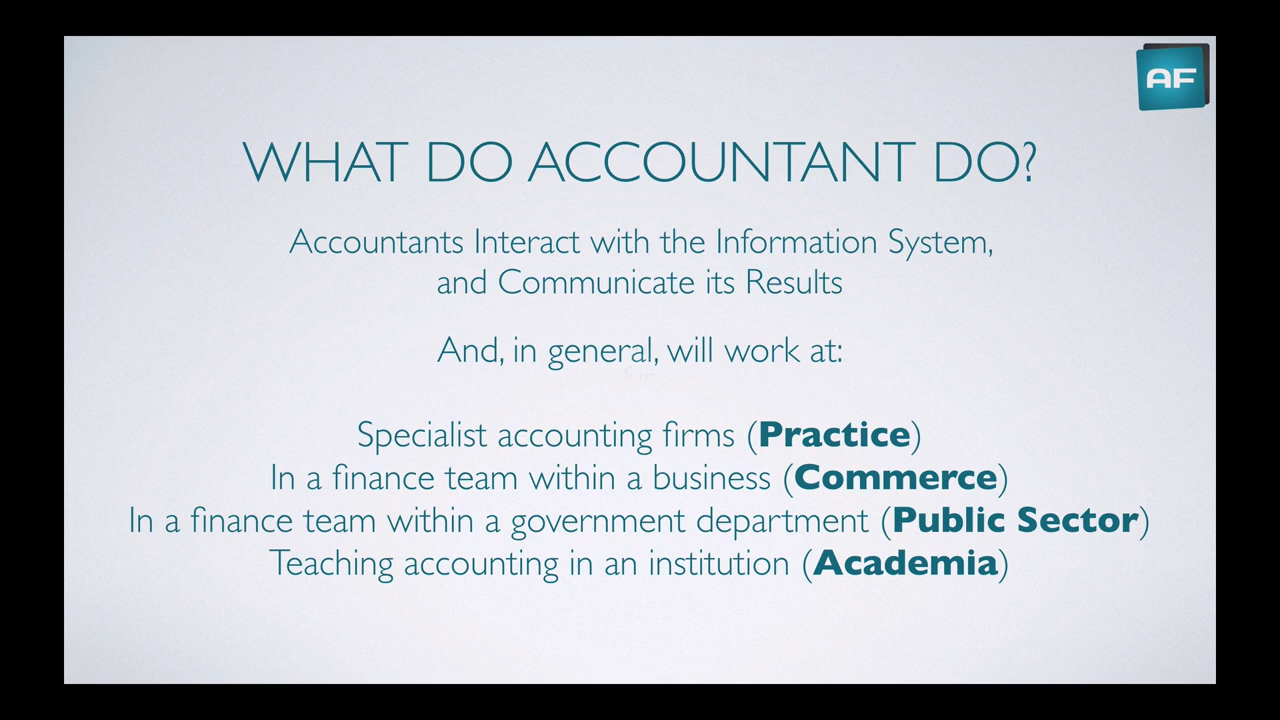 AF
WHAT DO ACCOUNTANT DO?
Accountants Interact with the Information System,
and Communicate its Results
And, in general, will work at:
Specialist accounting firms (Practice)
In a finance team within a business (Commerce)
In a finance team within a government department (Public Sector)
Teaching accounting in an institution (Academia)